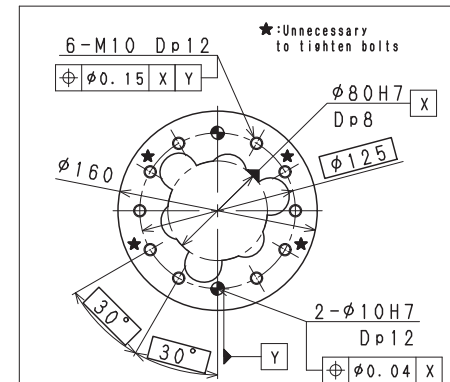 ★:Unnecessary
to tighten bolts
6-M10 Dp12
⌖ φ0.15 X Y
φ80H7 X
Dp8
φ125
φ160
30°
30°
2-φ10H7
Dp12
Y
⌖ φ0.04 X